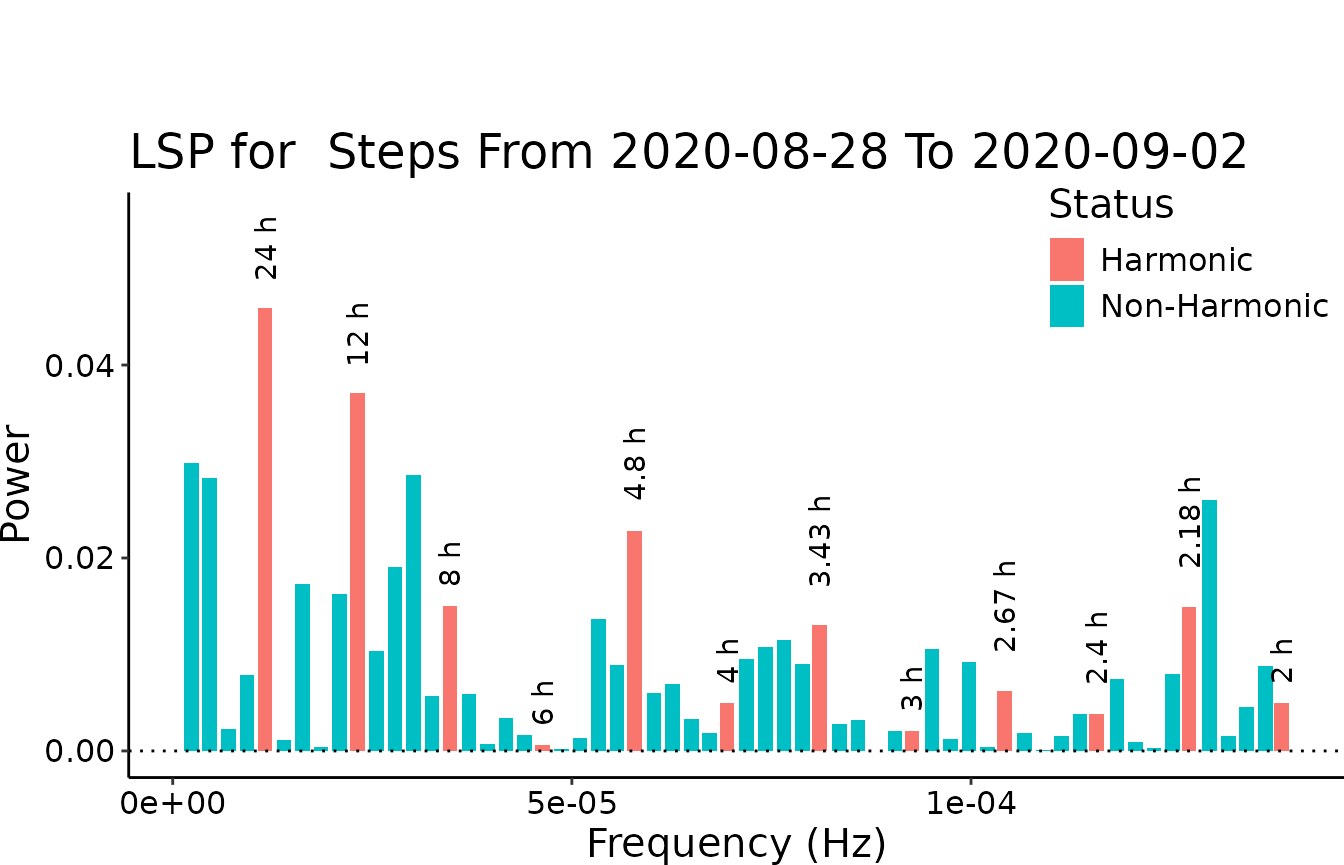 LSP for  Steps From 2020-08-28 To 2020-09-02
Status
Harmonic
Non-Harmonic
Power
0.04
0.02
0.00
24 h
12 h
8 h
6 h
4.8 h
4 h
3.43 h
3 h
2.67 h
2.4 h
2.18 h
2 h
0e+00
5e-05
1e-04
Frequency (Hz)